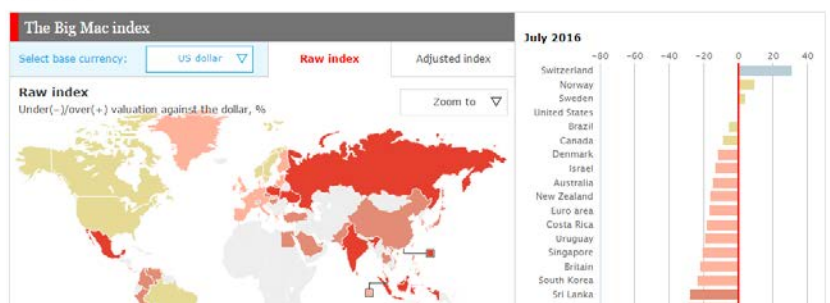 The Big Mac index
Select base currency:
US dollar
Raw index
Adjusted index
Raw index
Under(−)/over(+) valuation against the dollar, %
Zoom to
July 2016
−80 −60 −40 −20 0 20 40
Switzerland
Norway
Sweden
United States
Brazil
Canada
Denmark
Israel
Australia
New Zealand
Euro area
Costa Rica
Uruguay
Singapore
Britain
South Korea
Sri Lanka